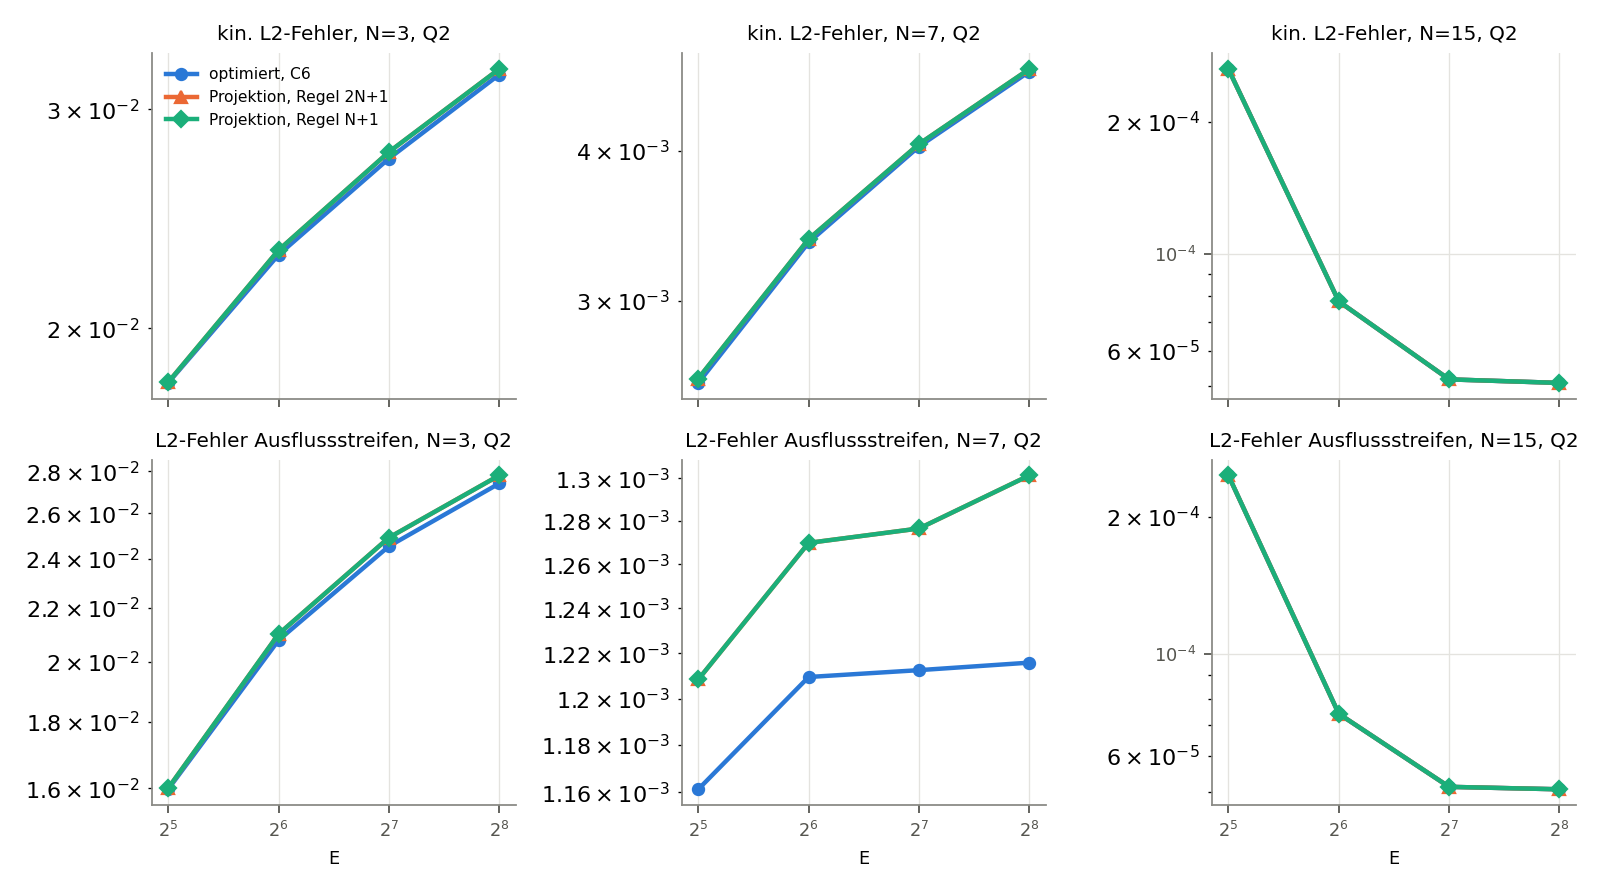 kin. L2-Fehler, N=3, Q2
kin. L2-Fehler, N=7, Q2
kin. L2-Fehler, N=15, Q2
optimiert, C6
Projektion, Regel 2N+1
Projektion, Regel N+1
3 × 10⁻²
2 × 10⁻²
4 × 10⁻³
3 × 10⁻³
2 × 10⁻⁴
10⁻⁴
6 × 10⁻⁵
L2-Fehler Ausflussstreifen, N=3, Q2
L2-Fehler Ausflussstreifen, N=7, Q2
L2-Fehler Ausflussstreifen, N=15, Q2
2.8 × 10⁻²
2.6 × 10⁻²
2.4 × 10⁻²
2.2 × 10⁻²
2 × 10⁻²
1.8 × 10⁻²
1.6 × 10⁻²
2⁵ 2⁶ 2⁷ 2⁸
E
1.3 × 10⁻³
1.28 × 10⁻³
1.26 × 10⁻³
1.24 × 10⁻³
1.22 × 10⁻³
1.2 × 10⁻³
1.18 × 10⁻³
1.16 × 10⁻³
2⁵ 2⁶ 2⁷ 2⁸
E
2 × 10⁻⁴
10⁻⁴
6 × 10⁻⁵
2⁵ 2⁶ 2⁷ 2⁸
E